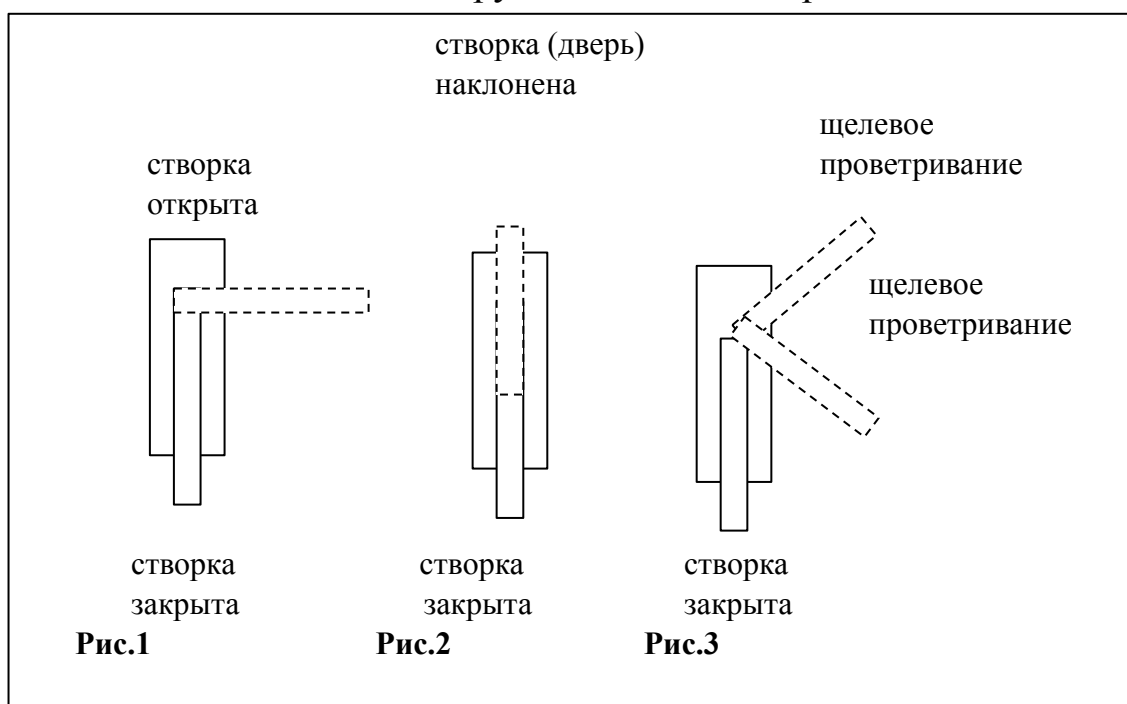 створка (дверь)
наклонена
щелевое
проветривание
створка
открыта
щелевое
проветривание
створка
закрыта
створка
закрыта
створка
закрыта
Рис.1
Рис.2
Рис.3